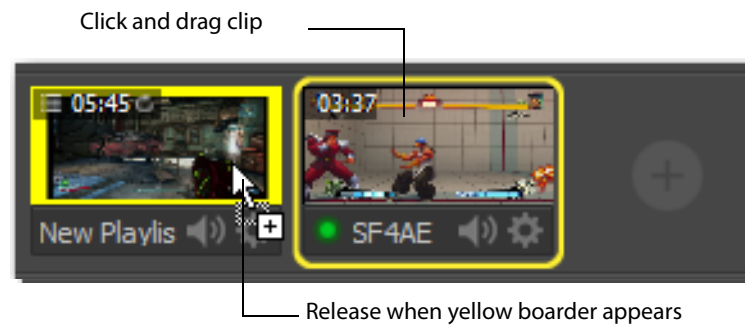 Click and drag clip
05:45
03:37
New Playlis
SF4AE
Release when yellow boarder appears